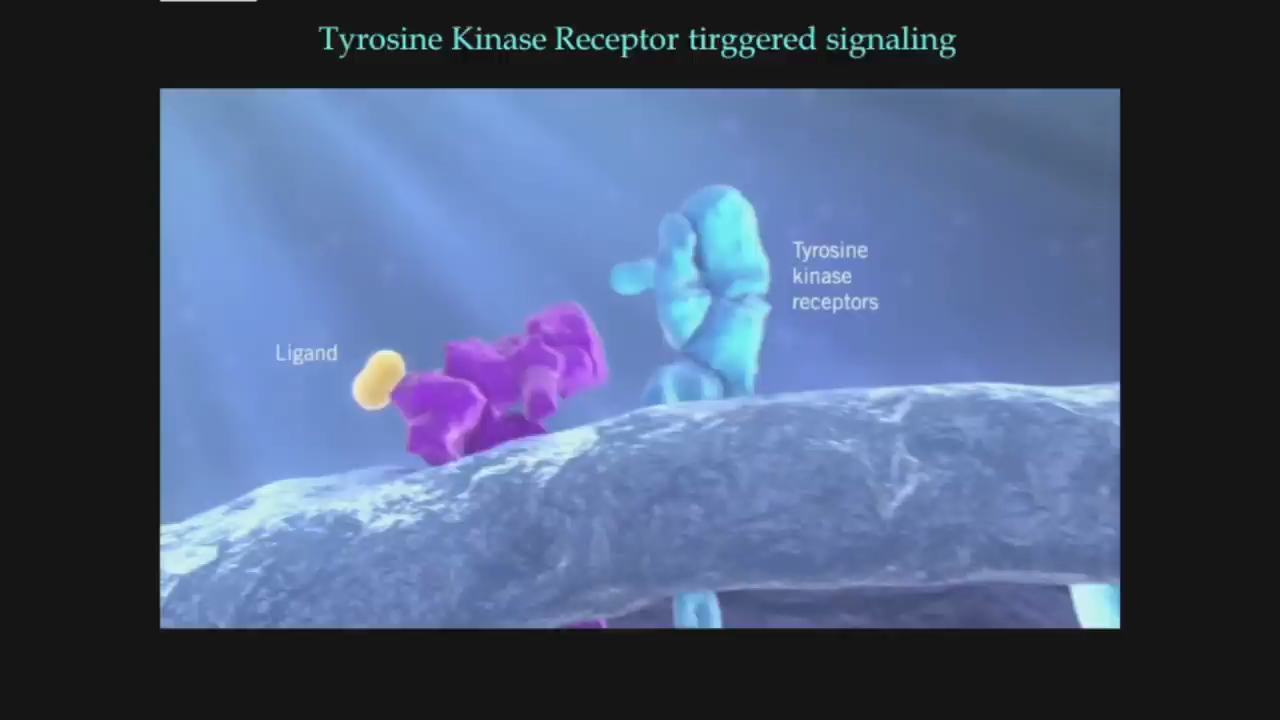 Tyrosine Kinase Receptor tirggered signaling
Tyrosine
kinase
receptors
Ligand